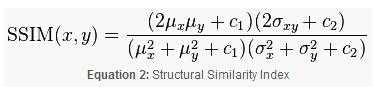 SSIM(x, y) = \frac{(2\mu_x\mu_y + c_1)(2\sigma_{xy} + c_2)}{(\mu_x^2 + \mu_y^2 + c_1)(\sigma_x^2 + \sigma_y^2 + c_2)}
Equation 2: Structural Similarity Index